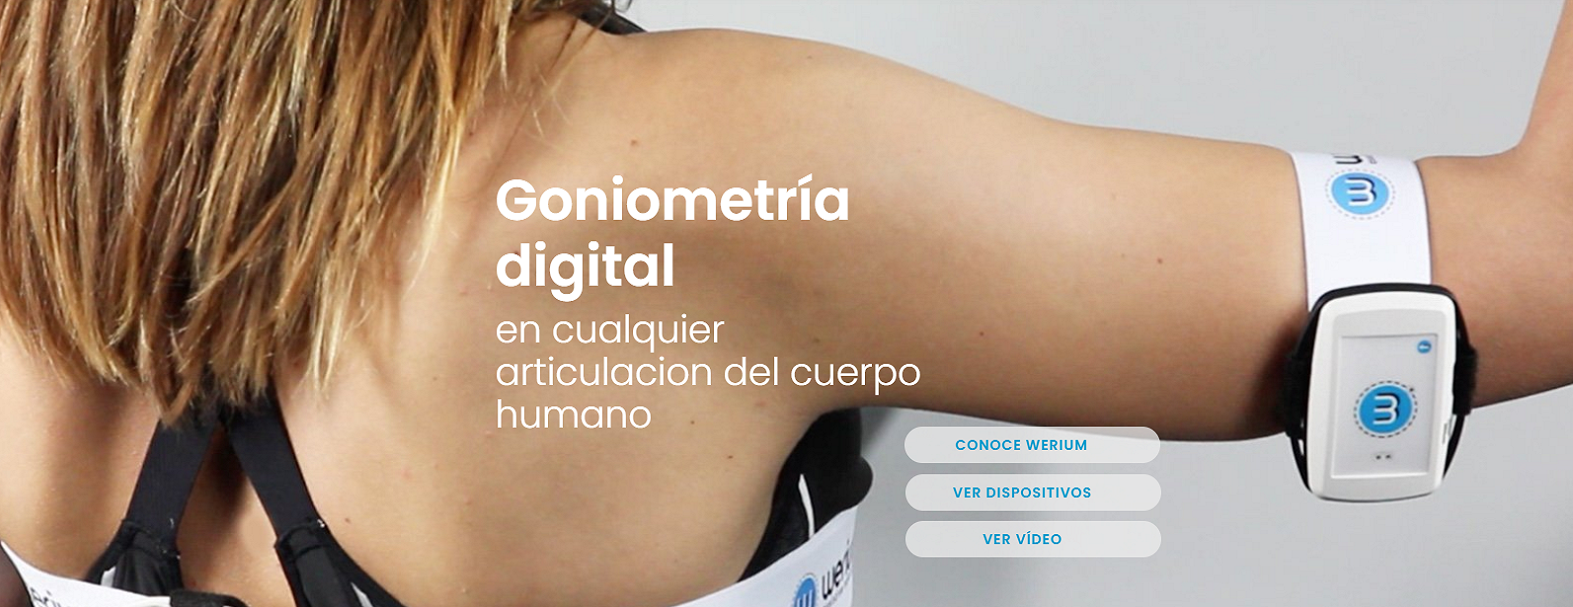 Goniometría
digital
en cualquier
articulacion del cuerpo
humano
CONOCE WERIUM
VER DISPOSITIVOS
VER VÍDEO